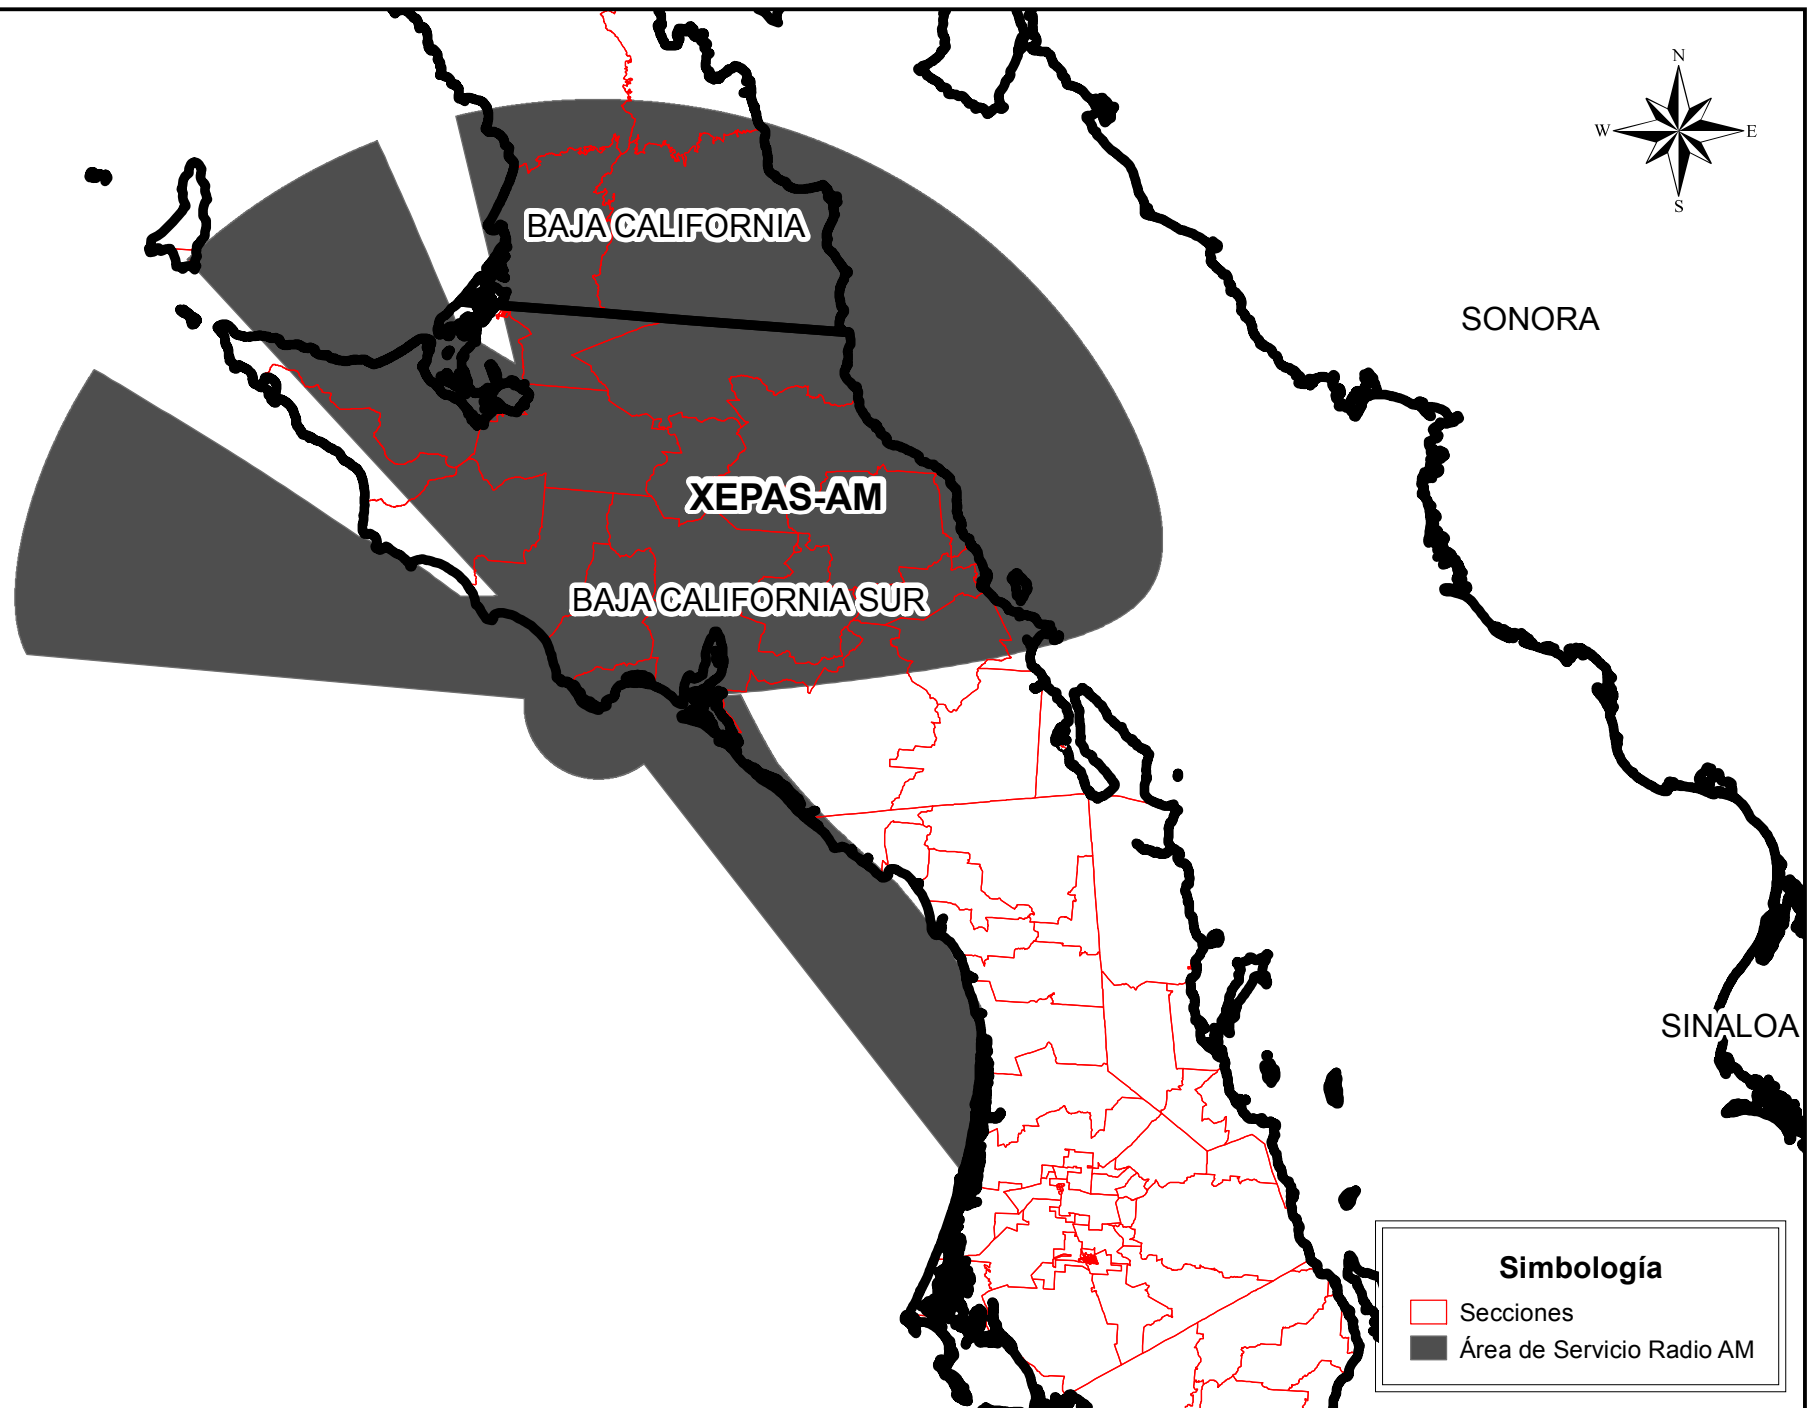 N
W E
S
BAJA CALIFORNIA
SONORA
XEPAS-AM
BAJA CALIFORNIA SUR
SINALOA
Simbología
Secciones
Área de Servicio Radio AM